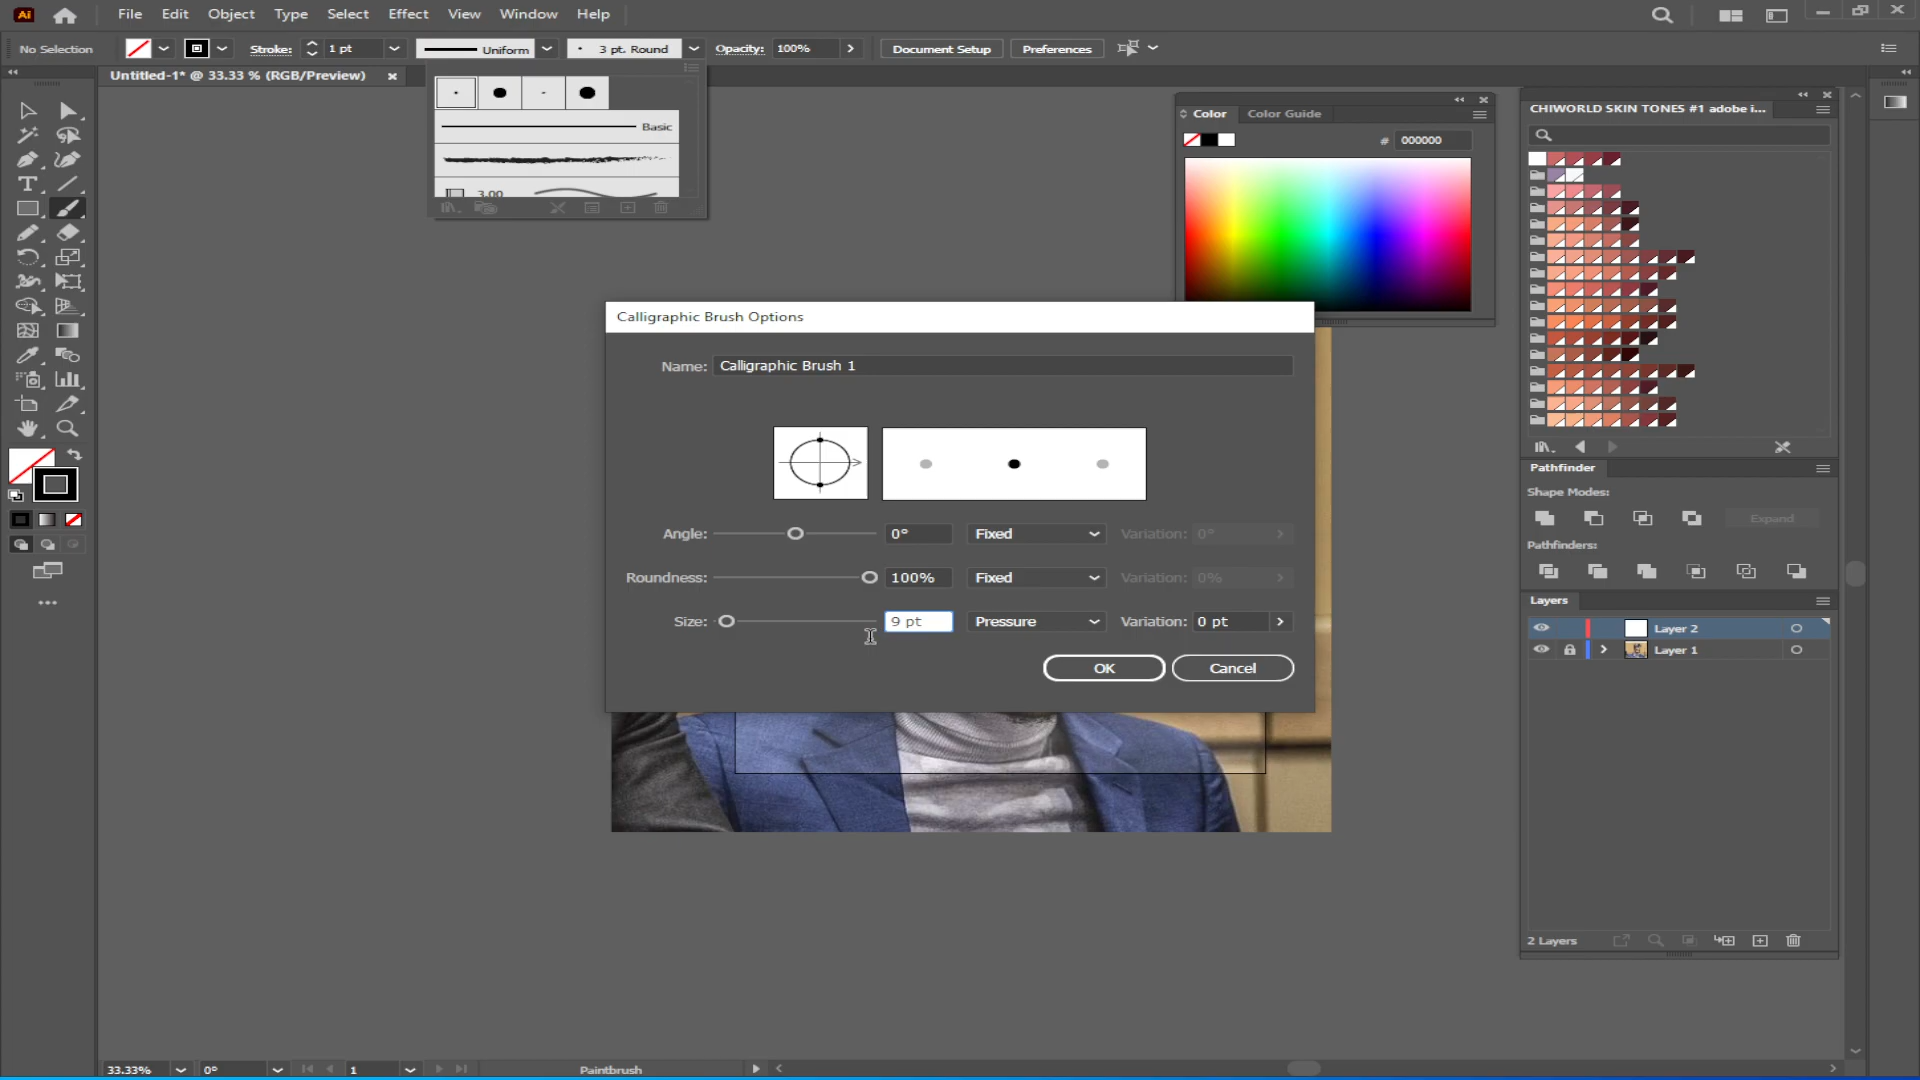 Ai File Edit Object Type Select Effect View Window Help
No Selection Stroke: 1 pt Uniform 3 pt. Round Opacity: 100% Document Setup Preferences
Untitled-1* @ 33.33 % (RGB/Preview)
Basic
3.00
Color Color Guide
# 000000
CHIWORLD SKIN TONES #1 adobe i...
Calligraphic Brush Options
Name: Calligraphic Brush 1
Angle: 0° Fixed Variation: 0°
Roundness: 100% Fixed Variation: 0%
Size: 9 pt Pressure Variation: 0 pt
OK Cancel
Pathfinder
Shape Modes:
Expand
Pathfinders:
Layers
Layer 2
Layer 1
2 Layers
33.33% 0° 1 Paintbrush